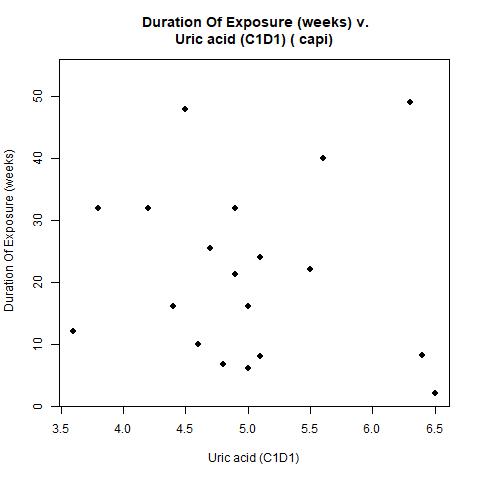 Duration Of Exposure (weeks) v.
Uric acid (C1D1) ( capi)
Duration Of Exposure (weeks)
50
40
30
20
10
0
3.5 4.0 4.5 5.0 5.5 6.0 6.5
Uric acid (C1D1)